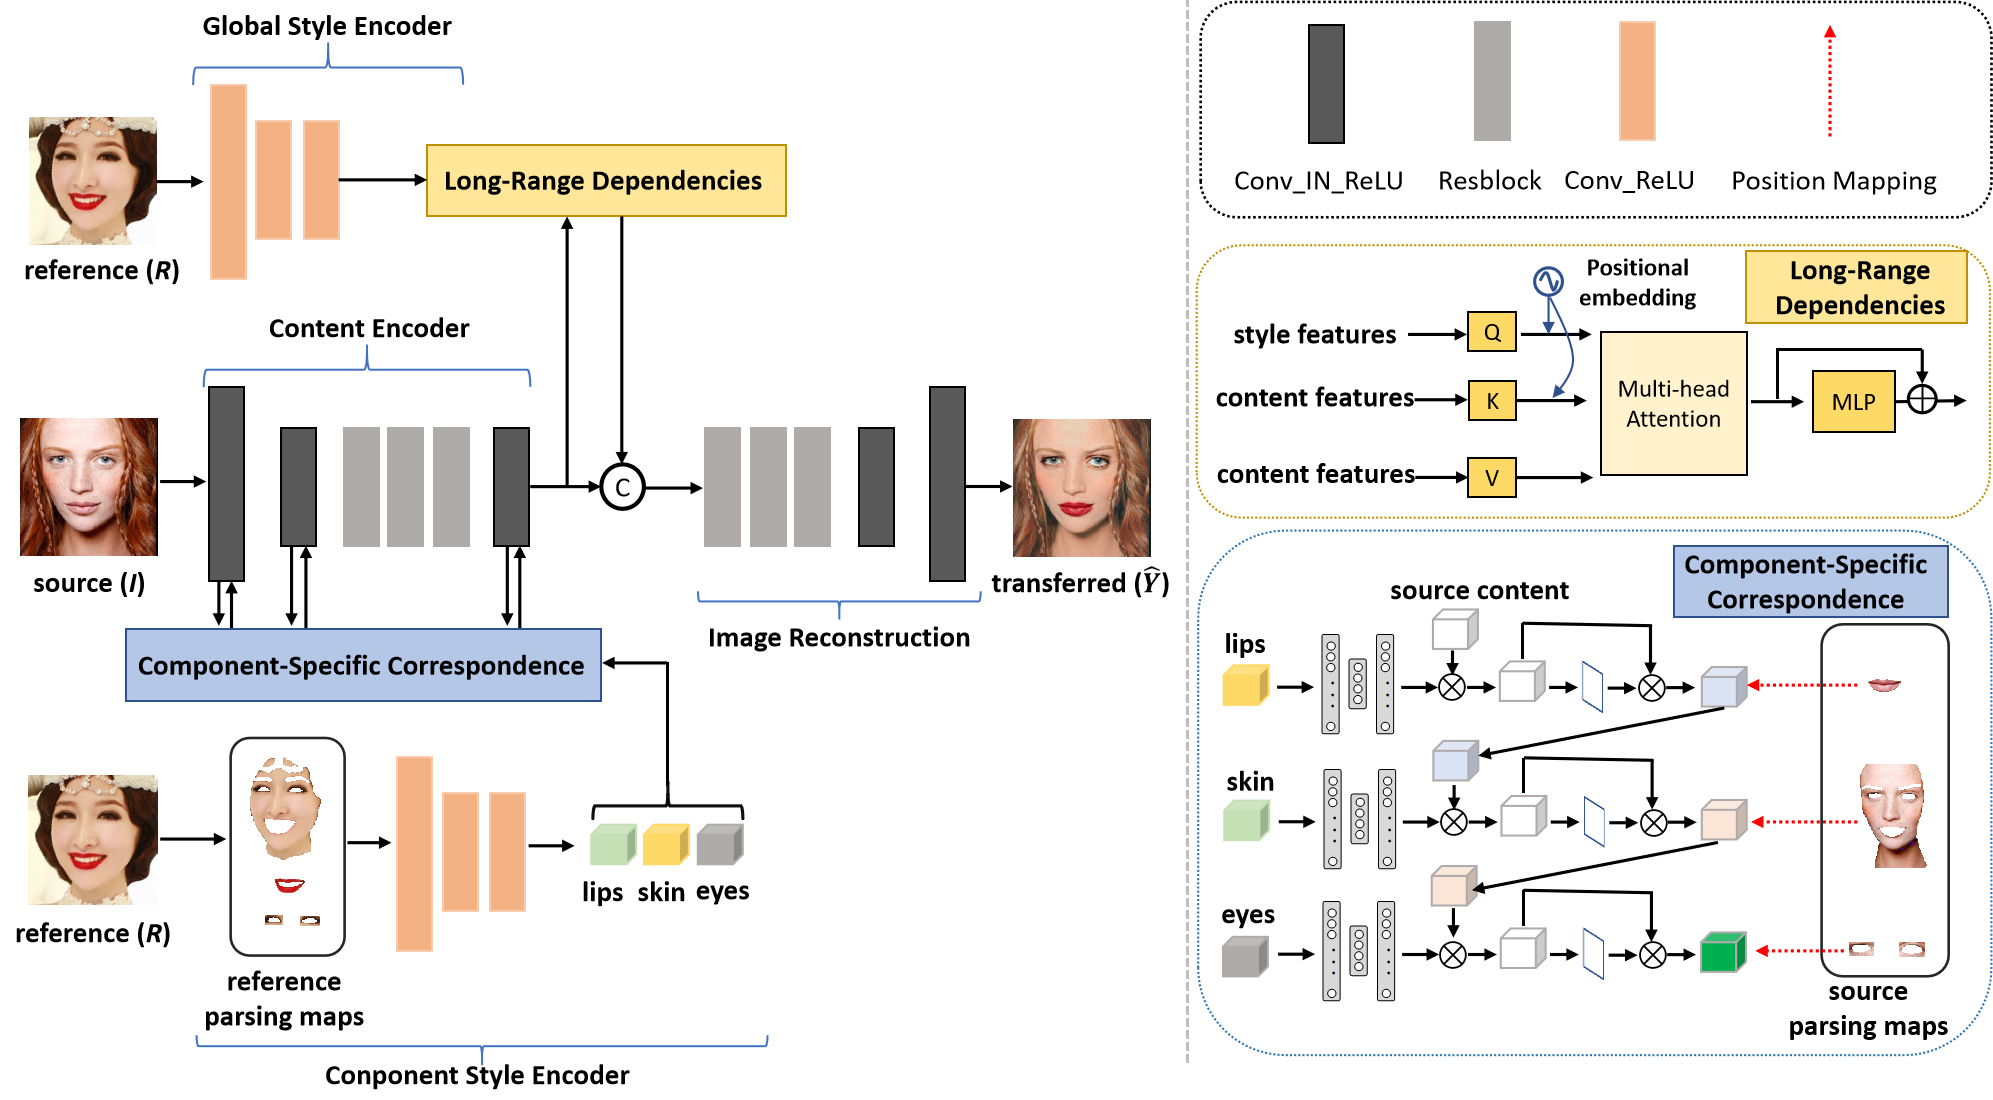 Global Style Encoder
reference (R)
Long-Range Dependencies
Content Encoder
source (I)
C
transferred (Ŷ)
Image Reconstruction
Component-Specific Correspondence
reference (R)
reference
parsing maps
lips skin eyes
Conponent Style Encoder
Conv_IN_ReLU Resblock Conv_ReLU Position Mapping
Long-Range
Dependencies
Positional
embedding
style features Q
content features K
content features V
Multi-head
Attention
MLP
Component-Specific
Correspondence
source content
lips
skin
eyes
source
parsing maps